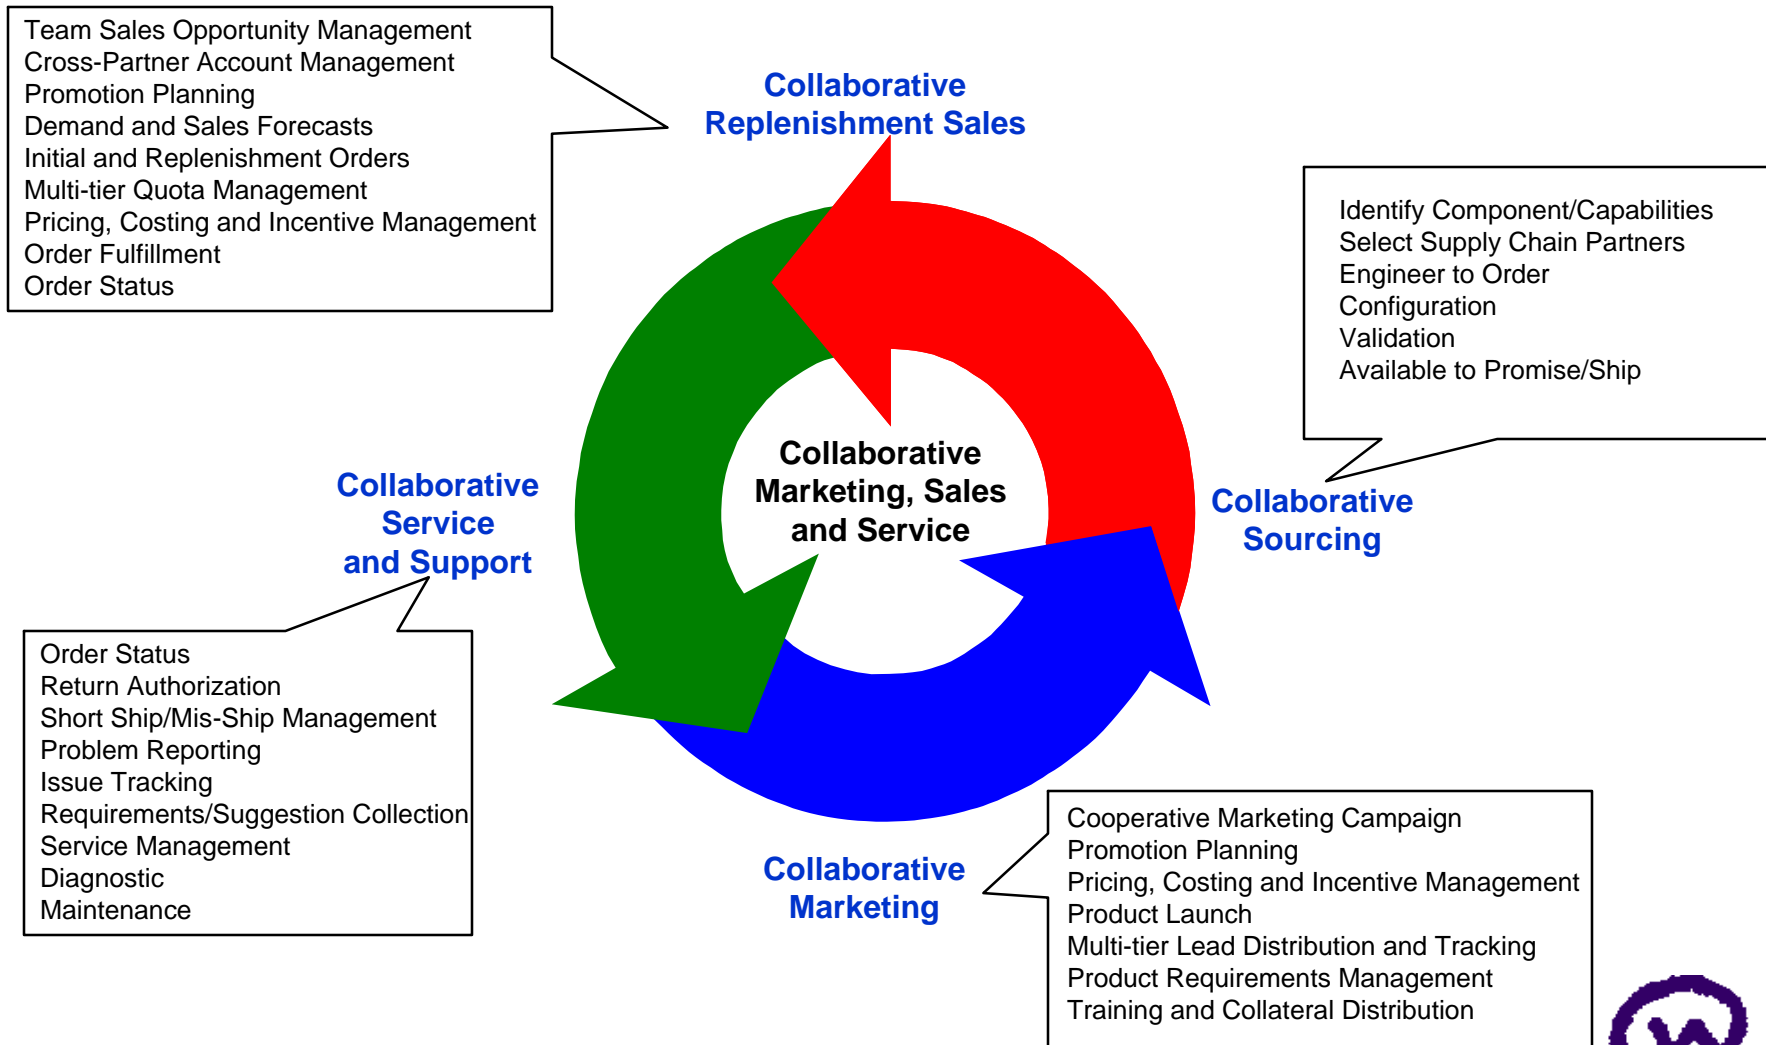 Team Sales Opportunity Management
Cross-Partner Account Management
Promotion Planning
Demand and Sales Forecasts
Initial and Replenishment Orders
Multi-tier Quota Management
Pricing, Costing and Incentive Management
Order Fulfillment
Order Status
Collaborative
Replenishment Sales
Identify Component/Capabilities
Select Supply Chain Partners
Engineer to Order
Configuration
Validation
Available to Promise/Ship
Collaborative
Marketing, Sales
and Service
Collaborative
Service
and Support
Collaborative
Sourcing
Order Status
Return Authorization
Short Ship/Mis-Ship Management
Problem Reporting
Issue Tracking
Requirements/Suggestion Collection
Service Management
Diagnostic
Maintenance
Collaborative
Marketing
Cooperative Marketing Campaign
Promotion Planning
Pricing, Costing and Incentive Management
Product Launch
Multi-tier Lead Distribution and Tracking
Product Requirements Management
Training and Collateral Distribution